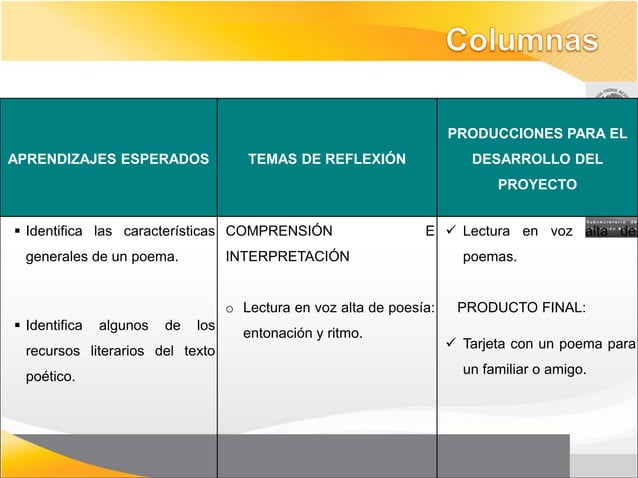 Columnas
APRENDIZAJES ESPERADOS
TEMAS DE REFLEXIÓN
PRODUCCIONES PARA EL
DESARROLLO DEL
PROYECTO
▪ Identifica las características
generales de un poema.
▪ Identifica algunos de los
recursos literarios del texto
poético.
COMPRENSIÓN E
INTERPRETACIÓN
o Lectura en voz alta de poesía:
entonación y ritmo.
✓ Lectura en voz alta de
poemas.
PRODUCTO FINAL:
✓ Tarjeta con un poema para
un familiar o amigo.